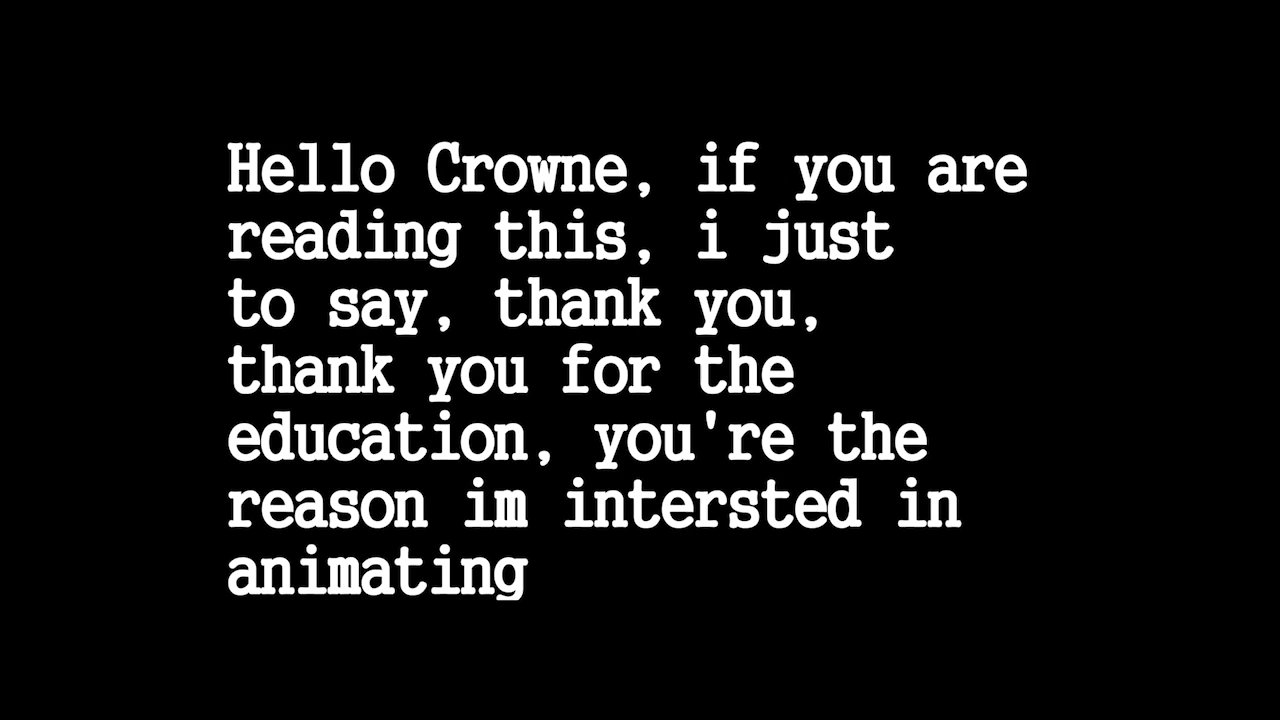 Hello Crowne, if you are
reading this, i just
to say, thank you,
thank you for the
education, you're the
reason im intersted in
animating